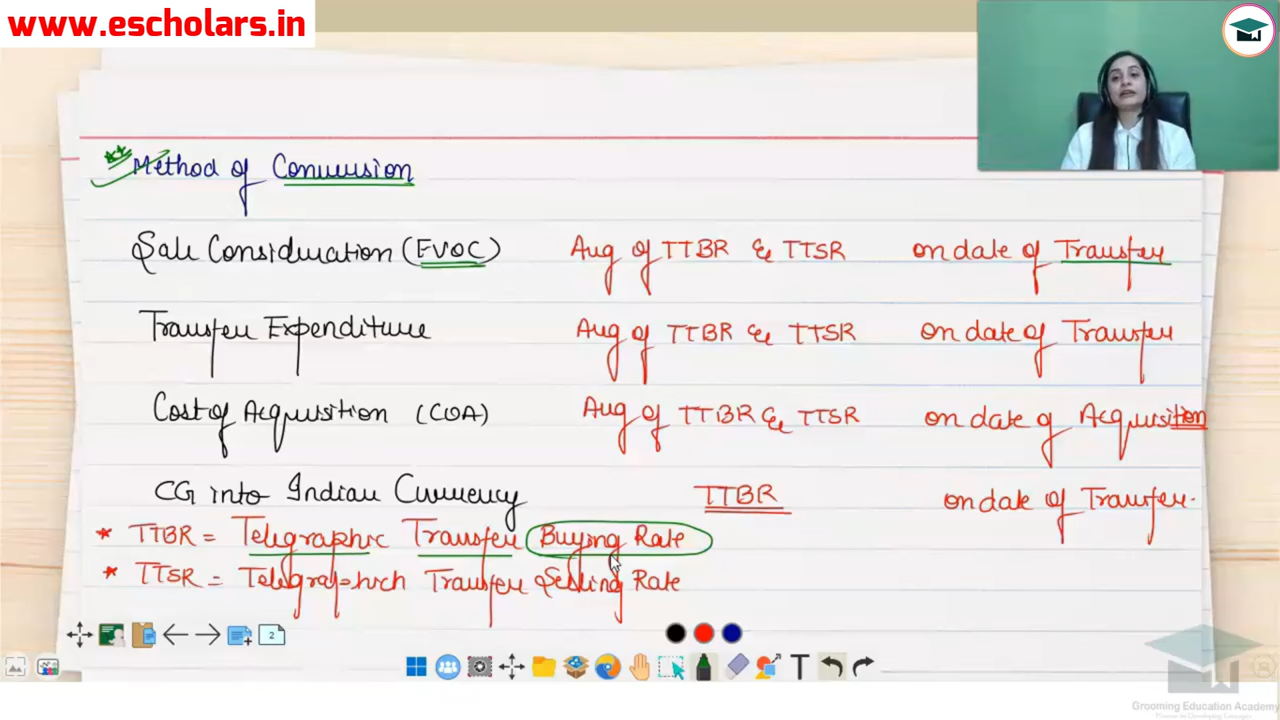 www.escholars.in
Method of Conversion
Sale Consideration (FVOC) Avg of TTBR & TTSR on date of Transfer
Transfer Expenditure Avg of TTBR & TTSR on date of Transfer
Cost of Acquisition (COA) Avg of TTBR & TTSR on date of Acquisition
CG into Indian Currency TTBR on date of Transfer.
* TTBR = Telegraphic Transfer Buying Rate
* TTSR = Telegraphich Transfer Selling Rate
2
Grooming Education Academy